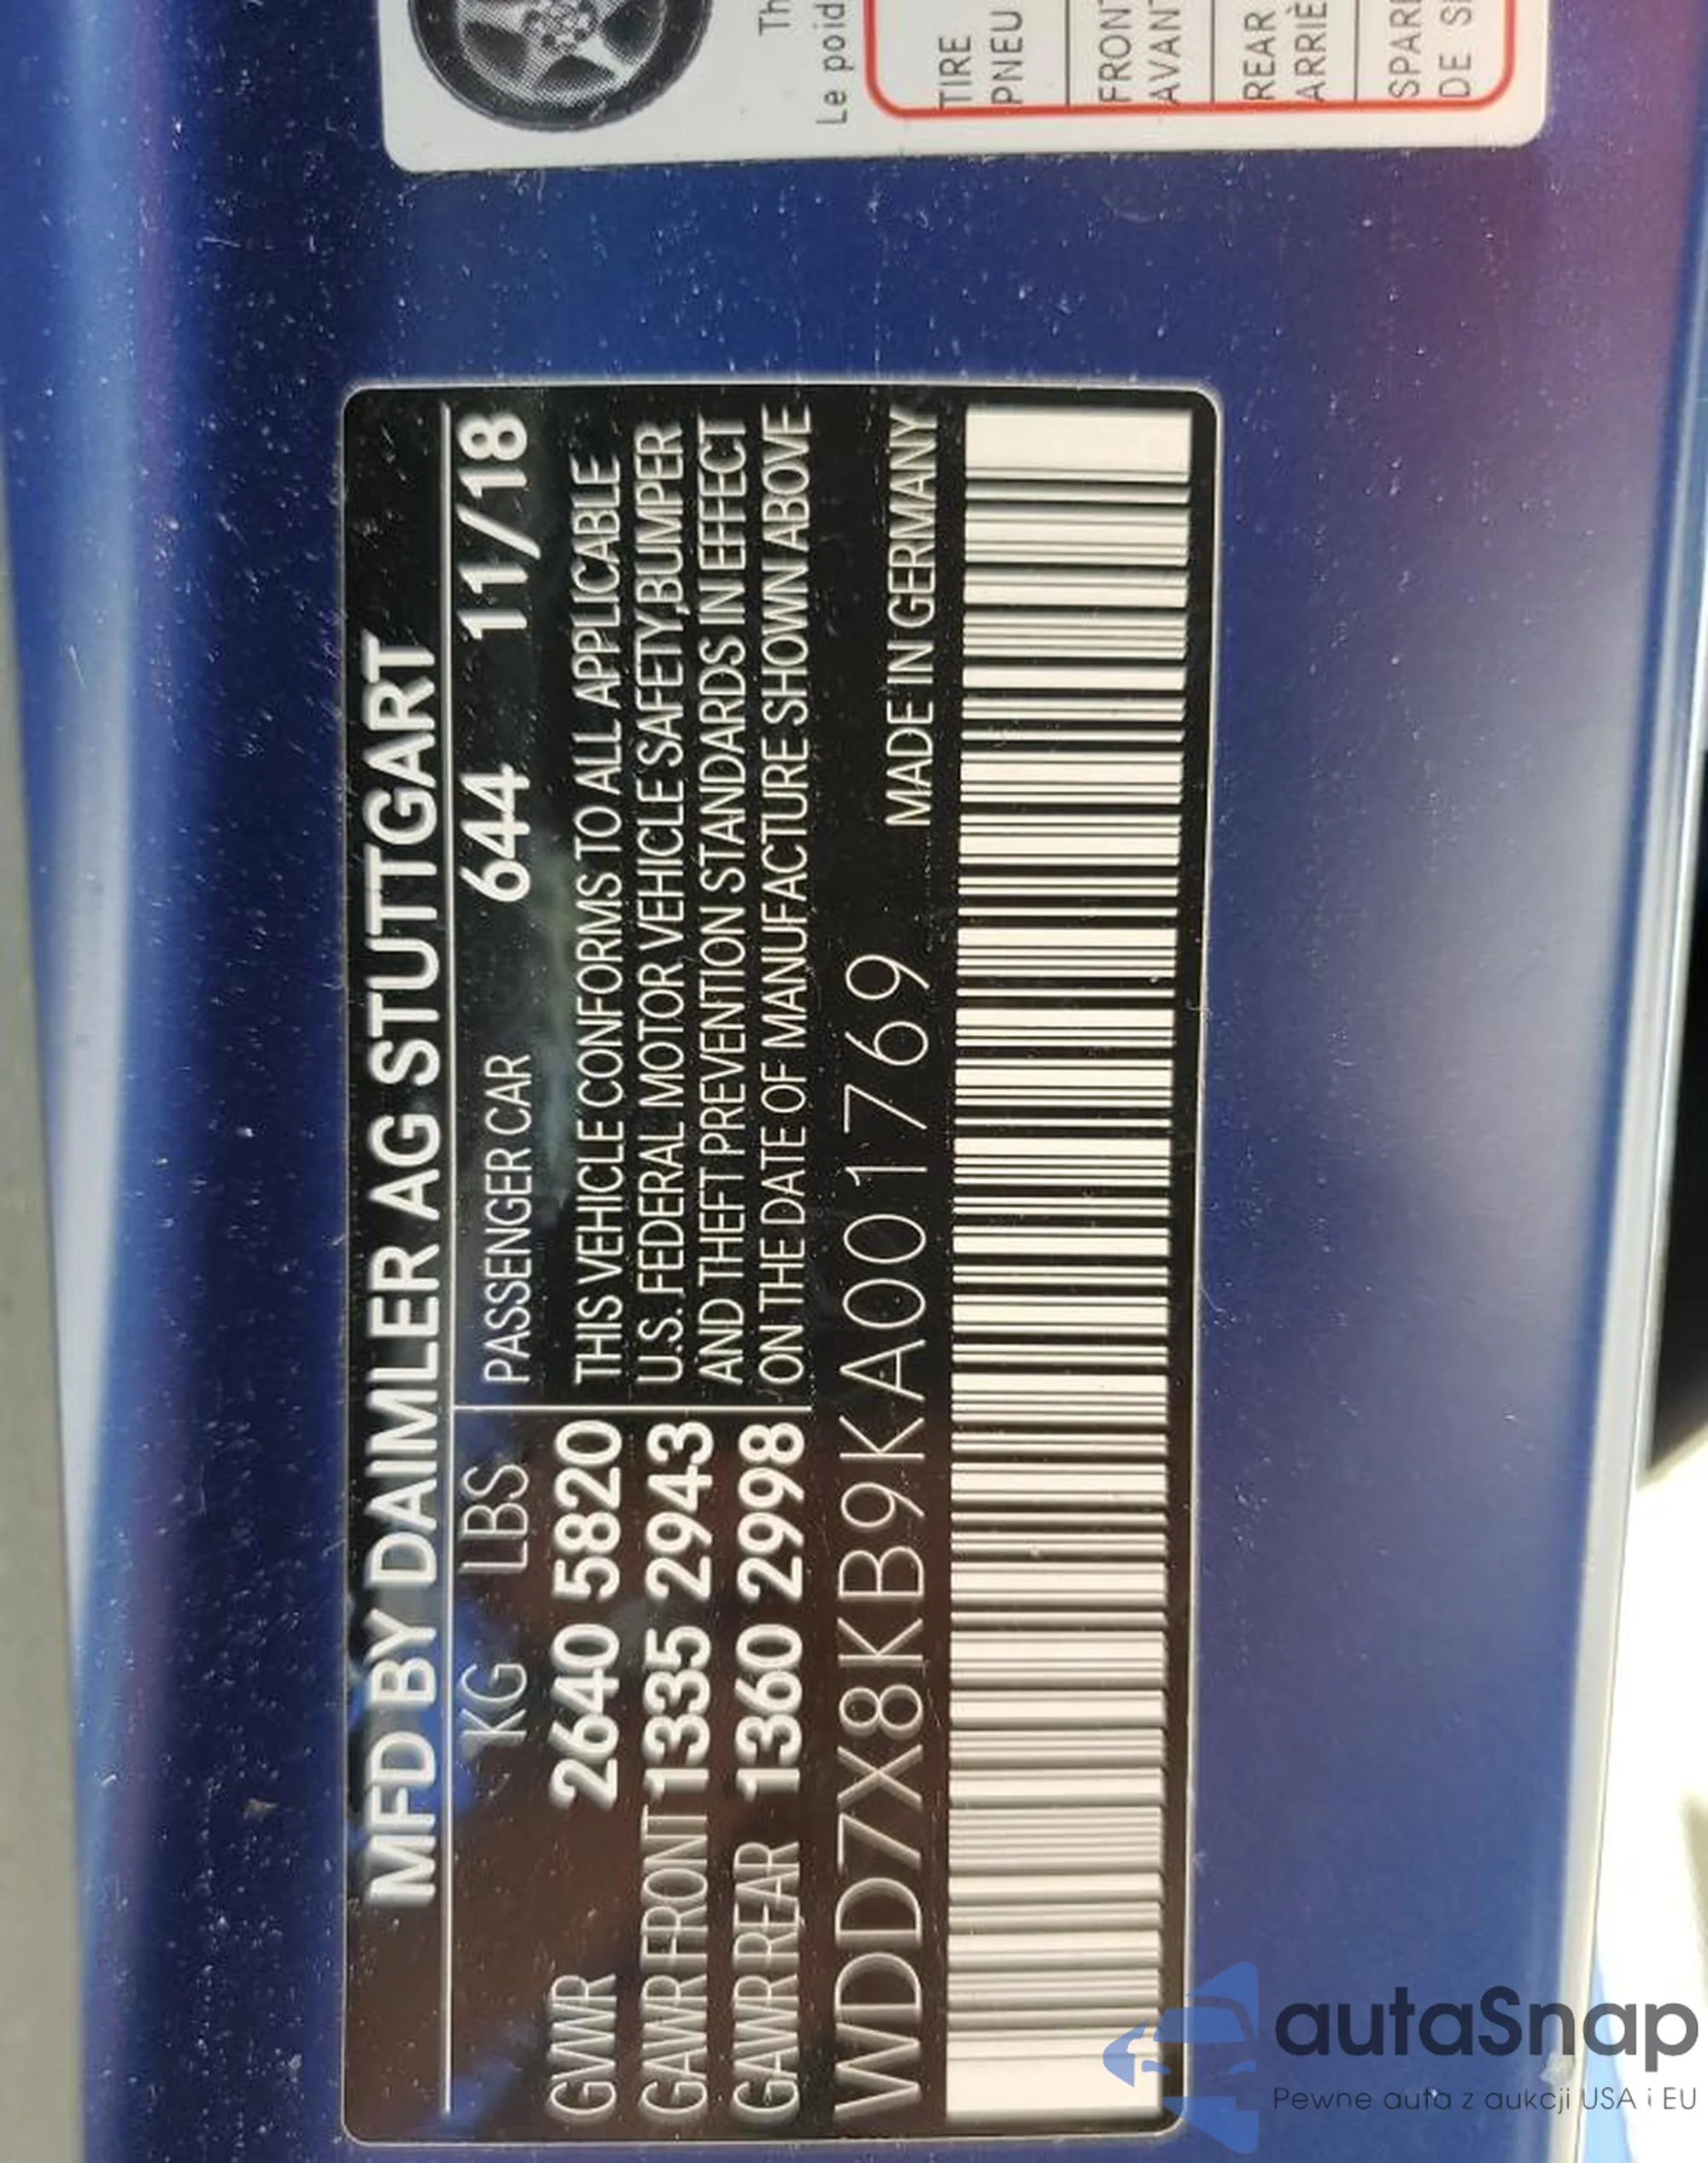 MFD BY DAIMLER AG STUTTGART
KG LBS PASSENGER CAR 644 11/18
GVWR 2640 5820 THIS VEHICLE CONFORMS TO ALL APPLICABLE
GAWR FRONT 1335 2943 U.S. FEDERAL MOTOR VEHICLE SAFETY,BUMPER
GAWR REAR 1360 2998 AND THEFT PREVENTION STANDARDS IN EFFECT
ON THE DATE OF MANUFACTURE SHOWN ABOVE
WDD7X8KB9KA001769 MADE IN GERMANY
Th
Le poid
TIRE
PNEU
FRONT
AVANT
REAR
ARRIÈ
SPAR
DE S
autaSnap
Pewne auta z aukcji USA i EU